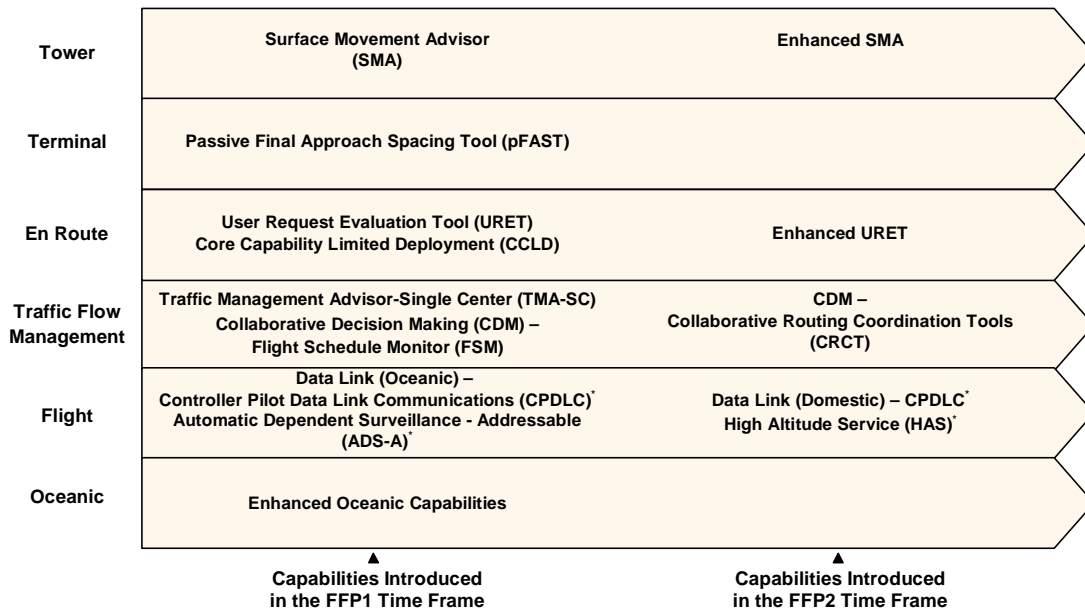 Tower
Surface Movement Advisor
(SMA)
Enhanced SMA
Terminal
Passive Final Approach Spacing Tool (pFAST)
En Route
User Request Evaluation Tool (URET)
Core Capability Limited Deployment (CCLD)
Enhanced URET
Traffic Flow
Management
Traffic Management Advisor-Single Center (TMA-SC)
Collaborative Decision Making (CDM) –
Flight Schedule Monitor (FSM)
CDM –
Collaborative Routing Coordination Tools
(CRCT)
Flight
Data Link (Oceanic) –
Controller Pilot Data Link Communications (CPDLC)*
Automatic Dependent Surveillance - Addressable
(ADS-A)*
Data Link (Domestic) – CPDLC*
High Altitude Service (HAS)*
Oceanic
Enhanced Oceanic Capabilities
Capabilities Introduced
in the FFP1 Time Frame
Capabilities Introduced
in the FFP2 Time Frame